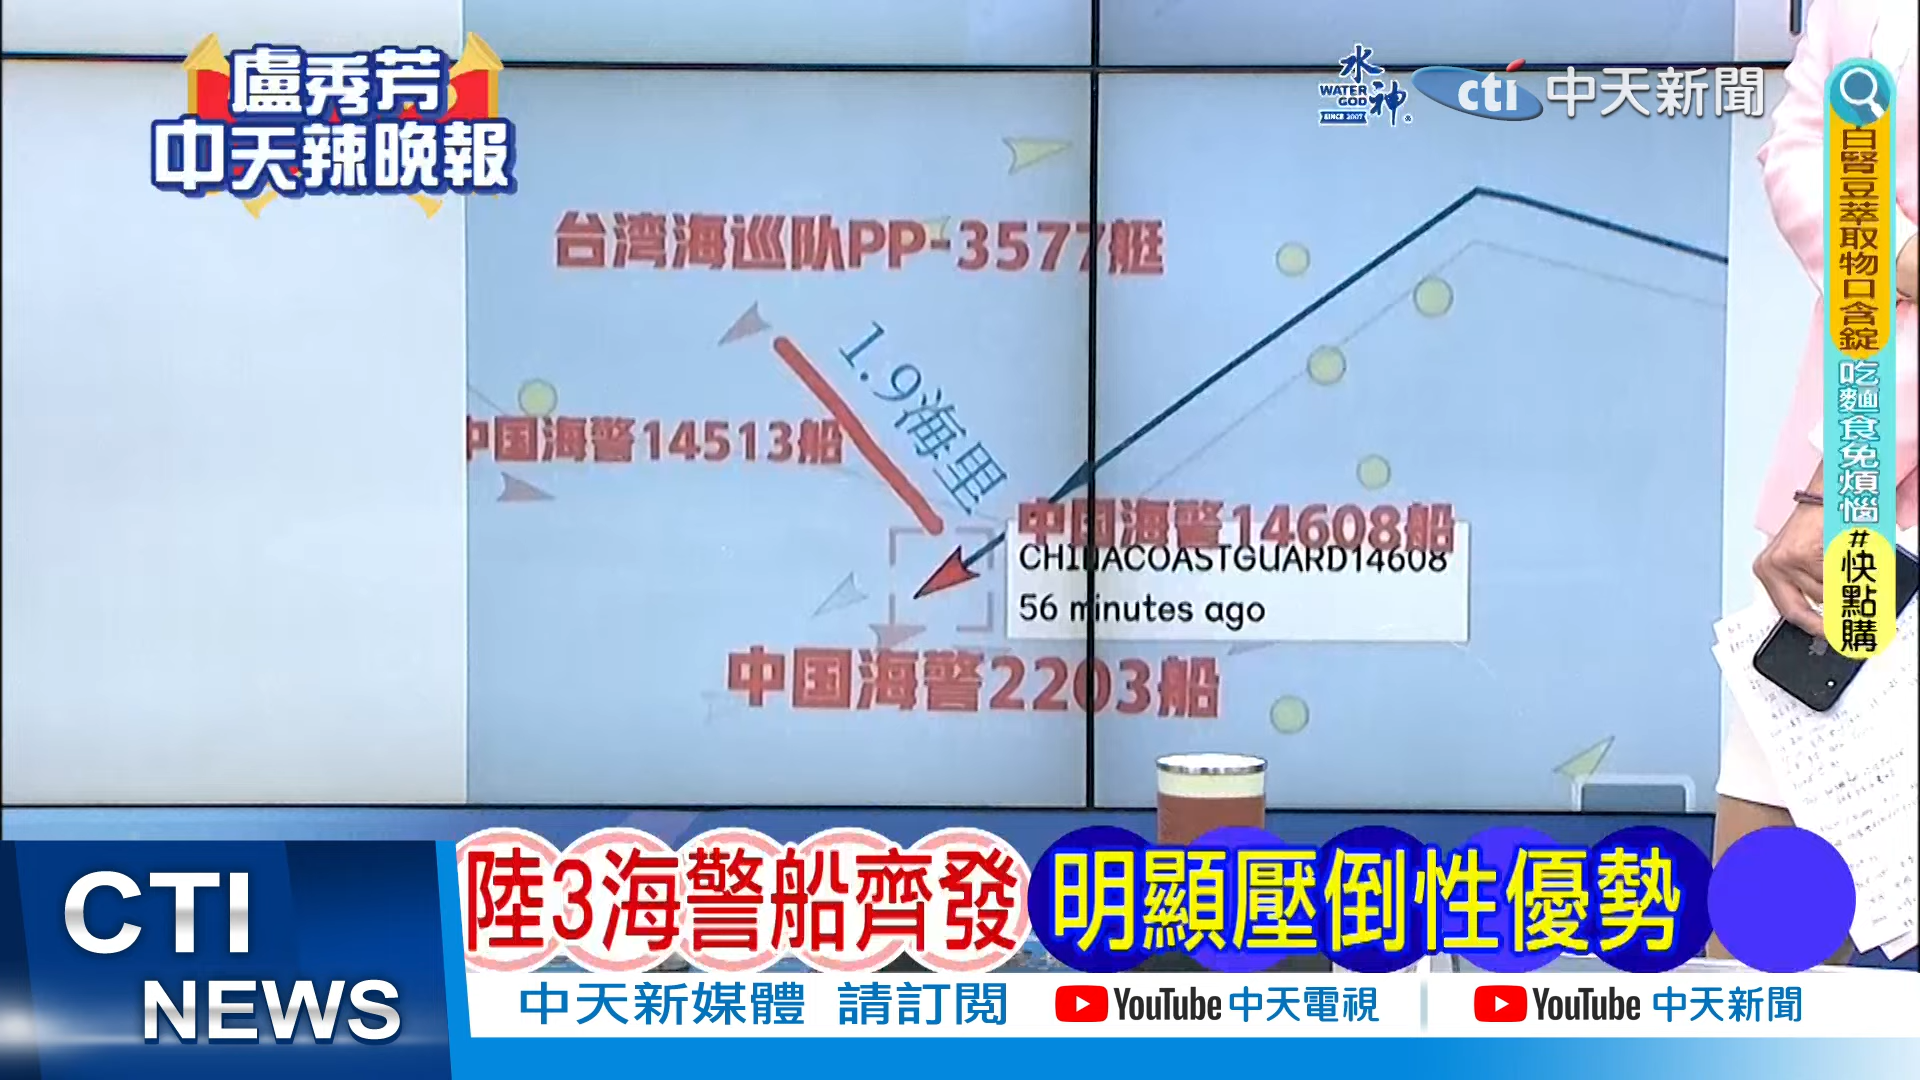 盧秀芳
中天辣晚報
水神
WATER GOD
SINCE 2007
cti 中天新聞
白腎豆萃取物口含錠
吃麵食免煩惱
#快點購
台湾海巡队PP-3577艇
1.9海里
中国海警14513船
中国海警14608船
CHINACOASTGUARD14608
56 minutes ago
中国海警2203船
陸3海警船齊發 明顯壓倒性優勢
CTI NEWS
中天新媒體 請訂閱 YouTube 中天電視 YouTube 中天新聞